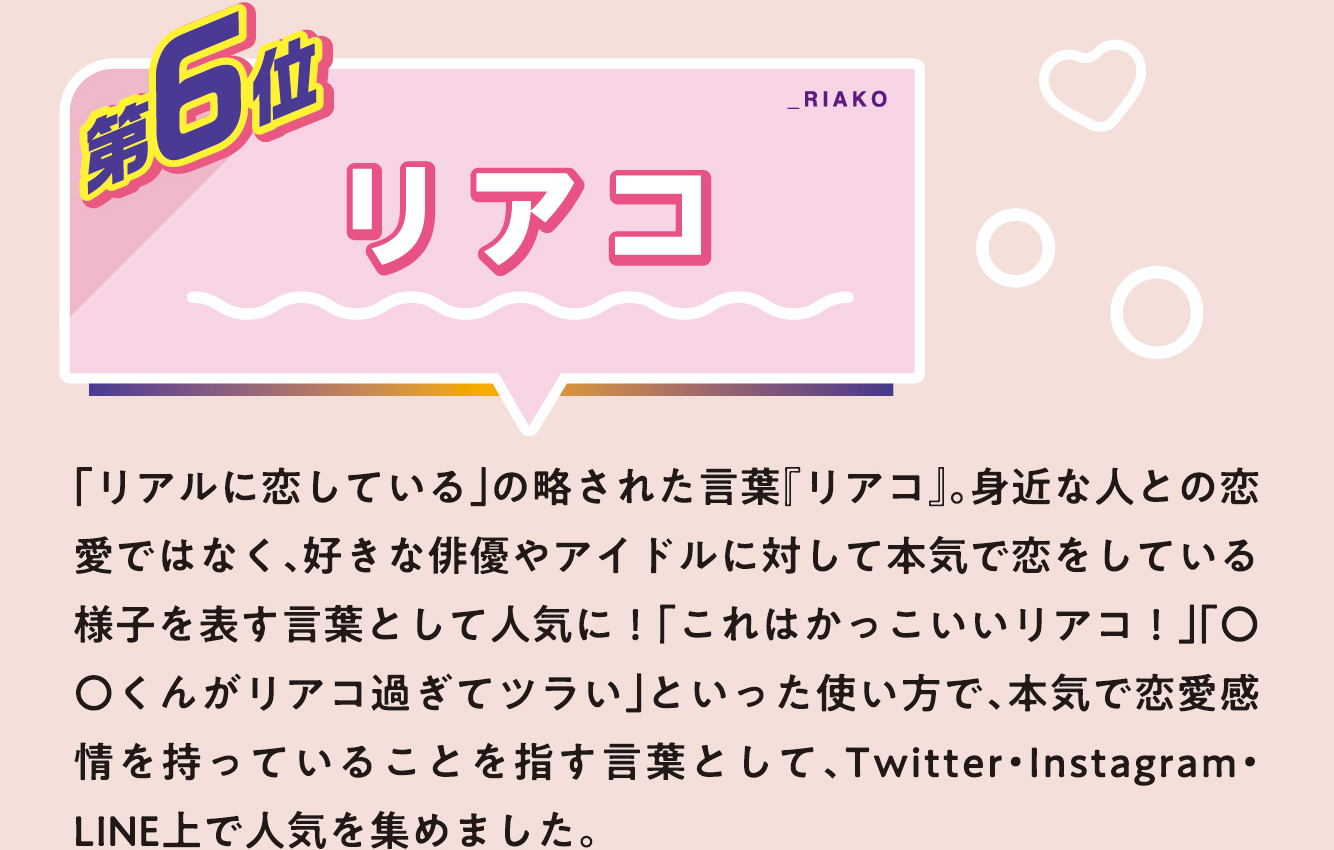 第6位
_RIAKO
リアコ
「リアルに恋している」の略された言葉『リアコ』。身近な人との恋
愛ではなく、好きな俳優やアイドルに対して本気で恋をしている
様子を表す言葉として人気に！「これはかっこいいリアコ！」「〇
〇くんがリアコ過ぎてツラい」といった使い方で、本気で恋愛感
情を持っていることを指す言葉として、Twitter・Instagram・
LINE上で人気を集めました。